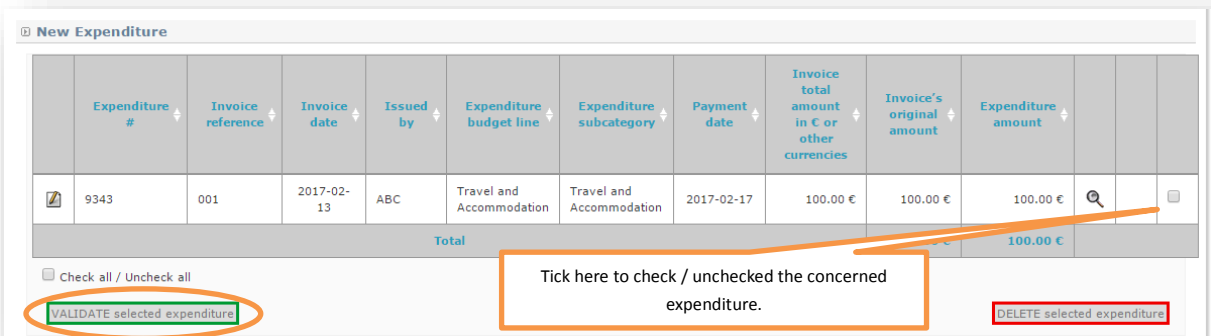 New Expenditure
Expenditure #
Invoice reference
Invoice date
Issued by
Expenditure budget line
Expenditure subcategory
Payment date
Invoice total amount in € or other currencies
Invoice's original amount
Expenditure amount
9343
001
2017-02-13
ABC
Travel and Accommodation
Travel and Accommodation
2017-02-17
100.00 €
100.00 €
100.00 €
Total
100.00 €
Check all / Uncheck all
Tick here to check / unchecked the concerned
expenditure.
VALIDATE selected expenditure
DELETE selected expenditure